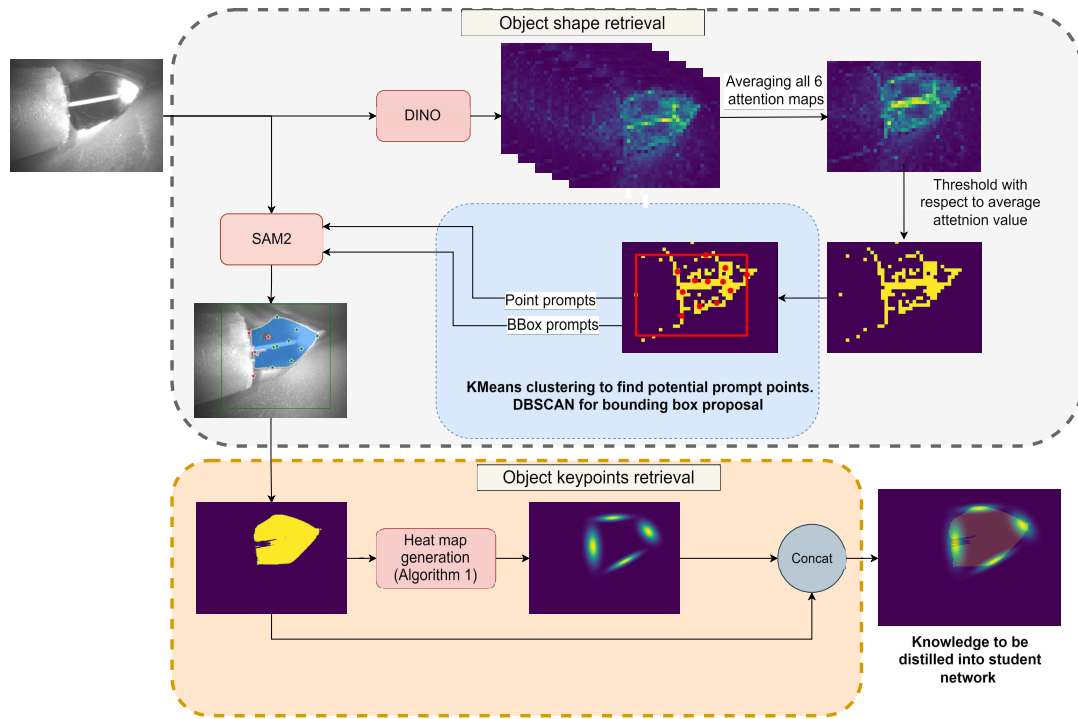 Object shape retrieval
DINO
Averaging all 6
attention maps
Threshold with
respect to average
attetnion value
SAM2
Point prompts
BBox prompts
KMeans clustering to find potential prompt points.
DBSCAN for bounding box proposal
Object keypoints retrieval
Heat map
generation
(Algorithm 1)
Concat
Knowledge to be
distilled into student
network